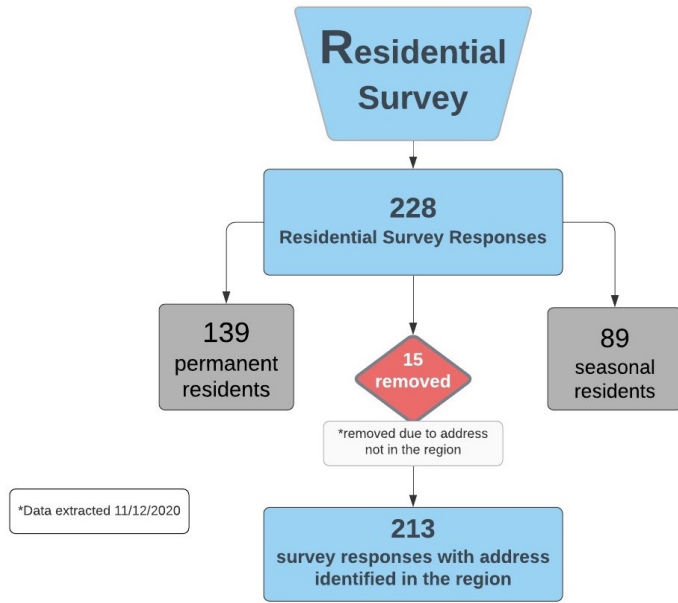 Residential
Survey
228
Residential Survey Responses
139
permanent
residents
15
removed
89
seasonal
residents
*removed due to address
not in the region
*Data extracted 11/12/2020
213
survey responses with address
identified in the region